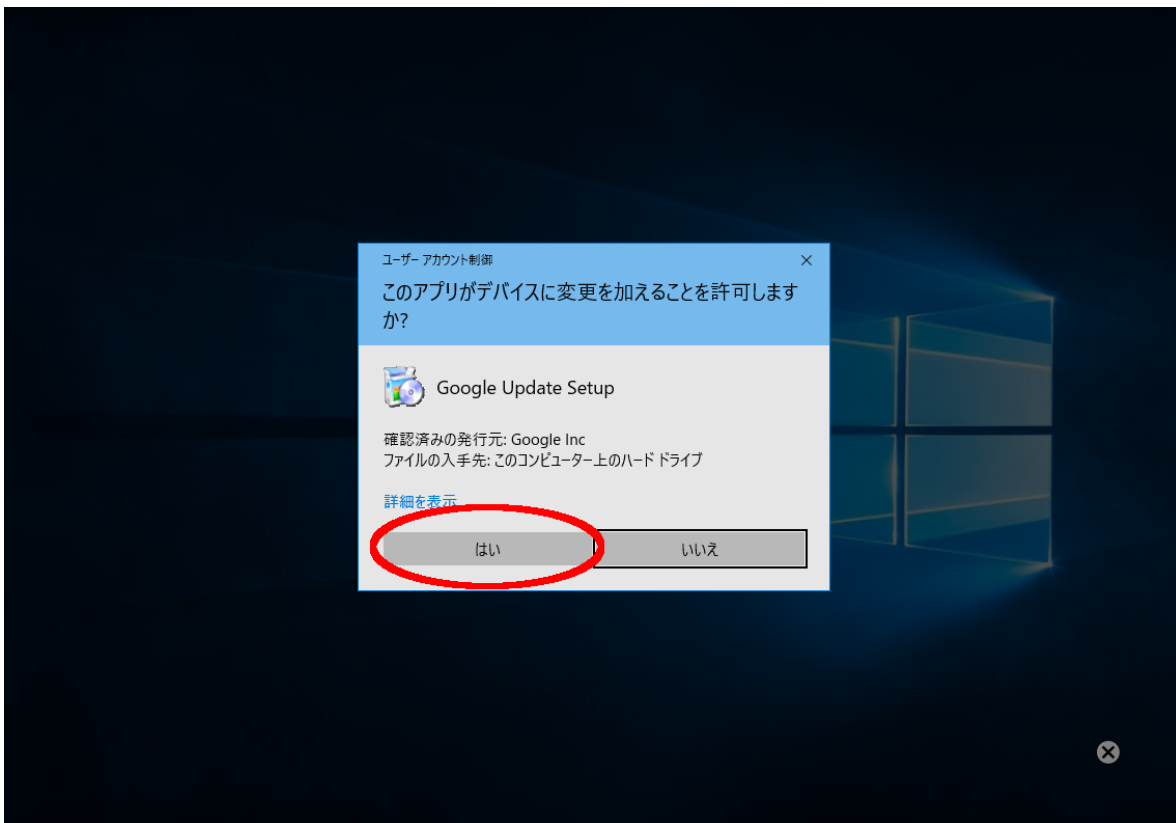 ユーザー アカウント制御
このアプリがデバイスに変更を加えることを許可します
か?
Google Update Setup
確認済みの発行元: Google Inc
ファイルの入手先: このコンピューター上のハード ドライブ
詳細を表示
はい
いいえ